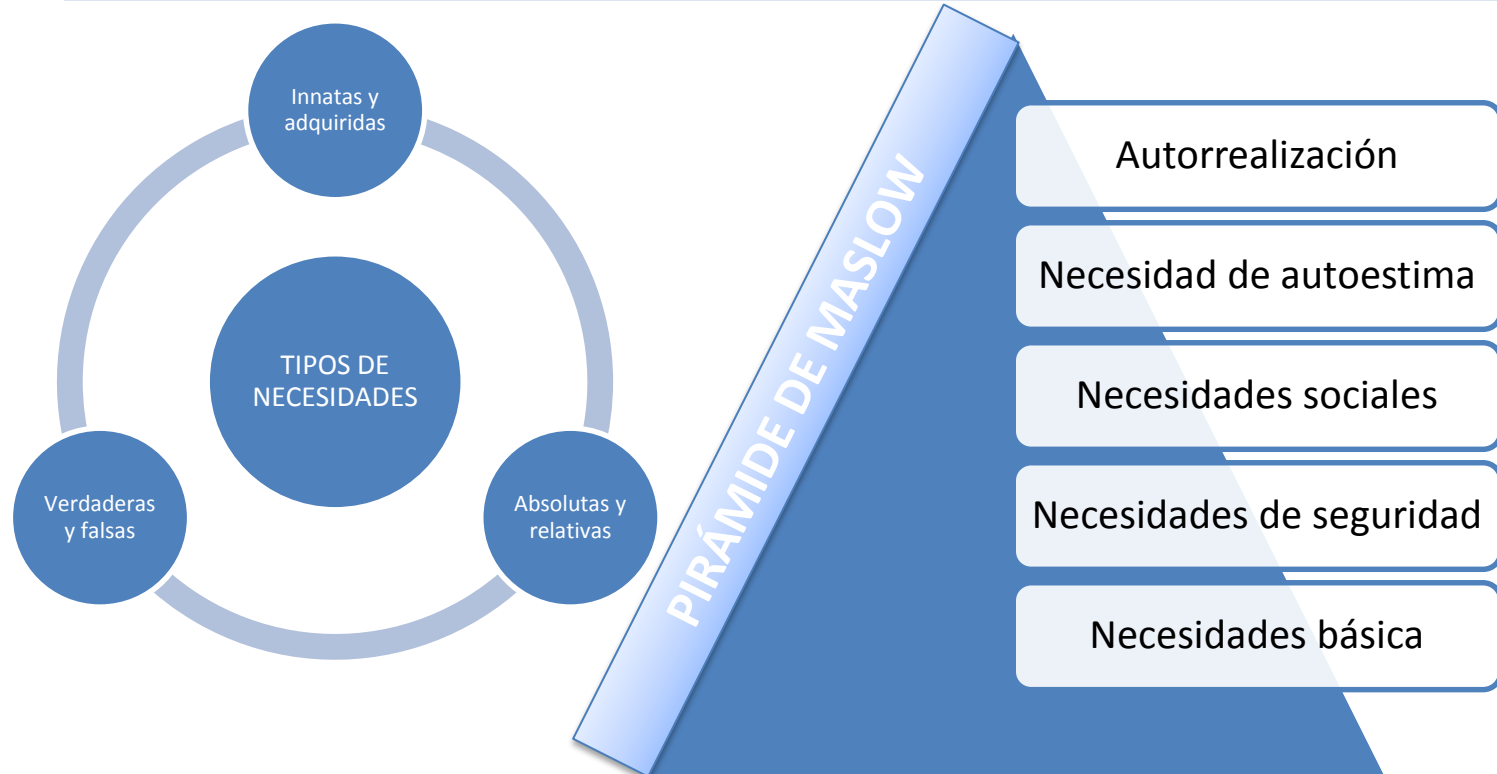 Innatas y
adquiridas
TIPOS DE
NECESIDADES
Verdaderas
y falsas
Absolutas y
relativas
PIRÁMIDE DE MASLOW
Autorrealización
Necesidad de autoestima
Necesidades sociales
Necesidades de seguridad
Necesidades básica